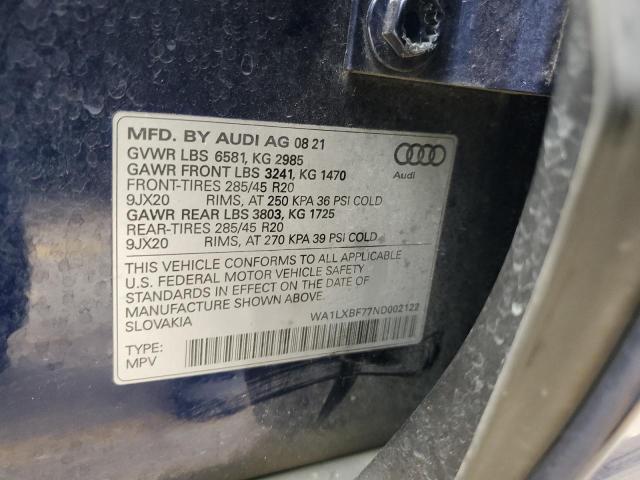 MFD. BY AUDI AG 08 21
GVWR LBS 6581, KG 2985
GAWR FRONT LBS 3241, KG 1470
FRONT-TIRES 285/45 R20
9JX20 RIMS, AT 250 KPA 36 PSI COLD
GAWR REAR LBS 3803, KG 1725
REAR-TIRES 285/45 R20
9JX20 RIMS, AT 270 KPA 39 PSI COLD
Audi
THIS VEHICLE CONFORMS TO ALL APPLICABLE
U.S. FEDERAL MOTOR VEHICLE SAFETY
STANDARDS IN EFFECT ON THE DATE OF
MANUFACTURE SHOWN ABOVE.
SLOVAKIA
WA1LXBF77ND002122
TYPE:
MPV